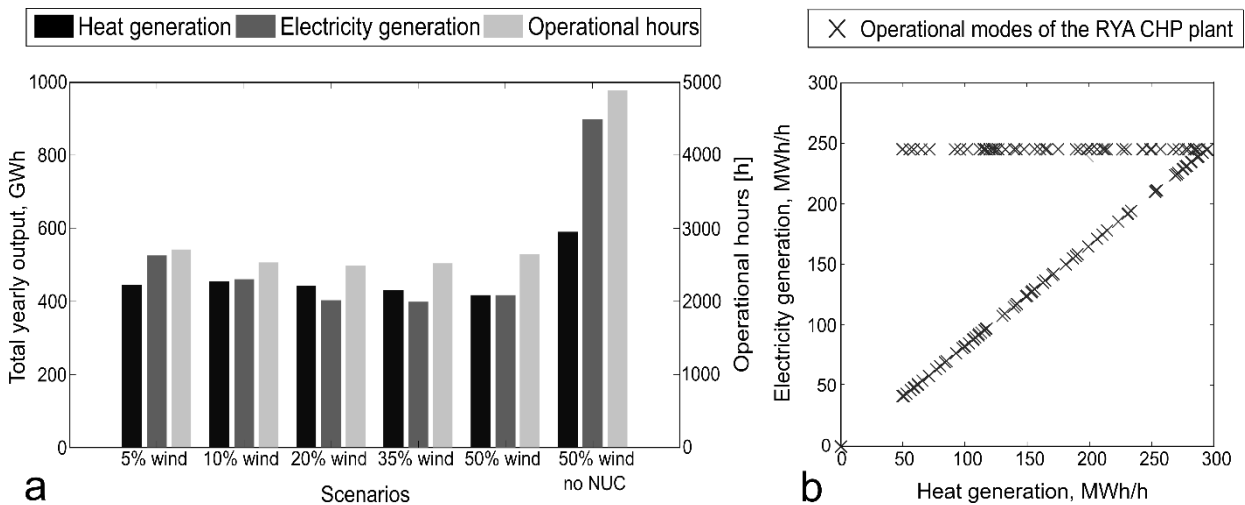 Heat generation Electricity generation Operational hours
1000
800
600
400
200
0
Total yearly output, GWh
5000
4000
3000
2000
1000
0
Operational hours [h]
5% wind 10% wind 20% wind 35% wind 50% wind 50% wind
no NUC
Scenarios
a
Operational modes of the RYA CHP plant
300
250
200
150
100
50
0
Electricity generation, MWh/h
0 50 100 150 200 250 300
Heat generation, MWh/h
b